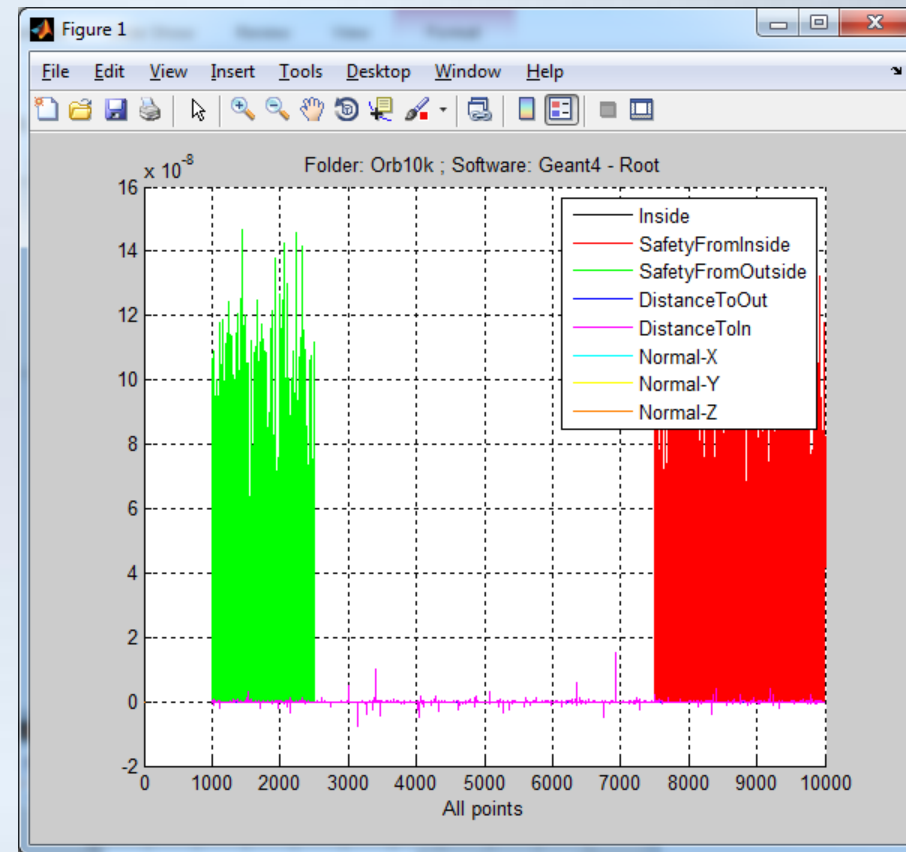 Figure 1
File Edit View Insert Tools Desktop Window Help
x 10^-8
Folder: Orb10k ; Software: Geant4 - Root
16
14
12
10
8
6
4
2
0
-2
Inside
SafetyFromInside
SafetyFromOutside
DistanceToOut
DistanceToIn
Normal-X
Normal-Y
Normal-Z
0 1000 2000 3000 4000 5000 6000 7000 8000 9000 10000
All points